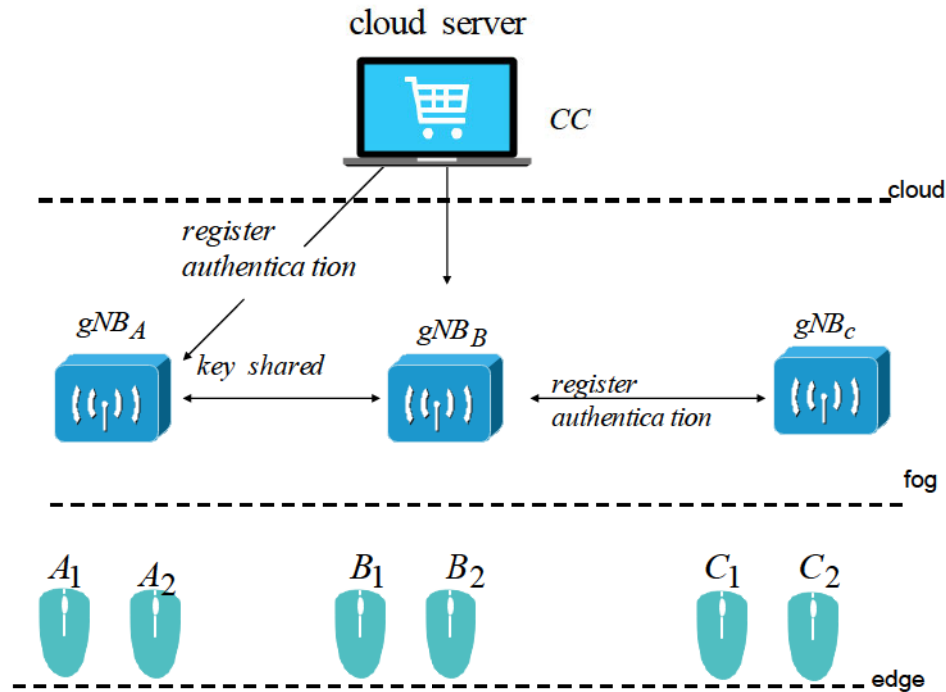 cloud server
CC
cloud
register
authentica tion
gNB_A
gNB_B
gNB_c
key shared
register
authentica tion
fog
A_1
A_2
B_1
B_2
C_1
C_2
edge